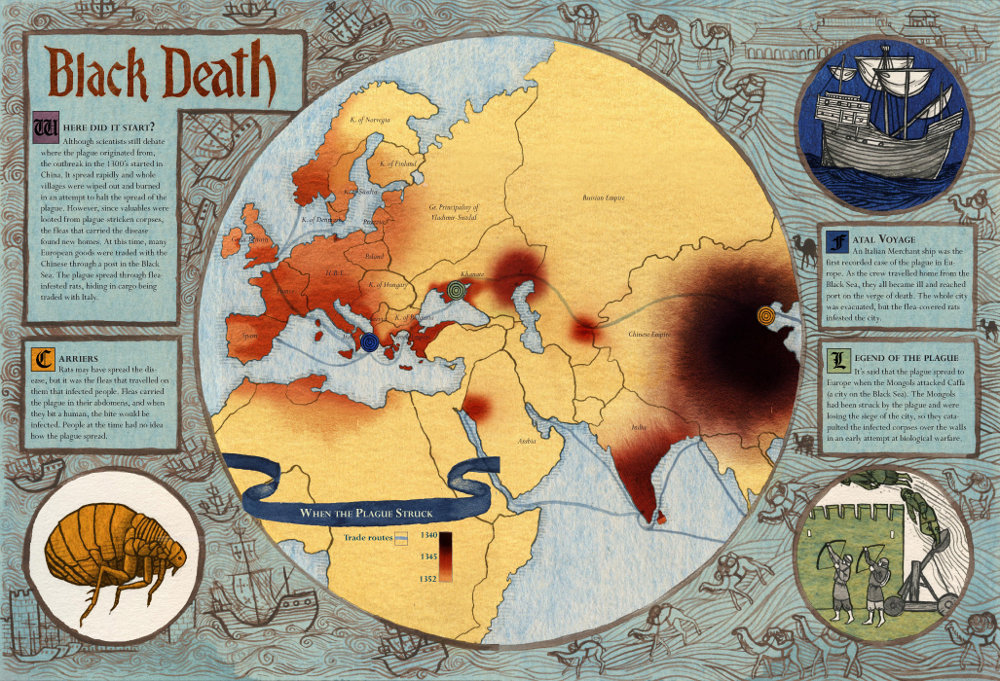 Black Death
WHERE DID IT START?
Although scientists still debate
where the plague originated from,
the outbreak in the 1300's started in
China. It spread rapidly and whole
villages were wiped out and burned
in an attempt to halt the spread of the
plague. However, since valuables were
looted from plague-stricken corpses,
the fleas that carried the disease
found new homes. At this time, many
European goods were traded with the
Chinese through a post in the Black
Sea. The plague spread through flea-
infested rats, hiding in cargo being
traded with Italy.
CARRIERS
Rats may have spread the dis-
ease, but it was the fleas that travelled on
them that infected people. Fleas carried
the plague in their abdomens, and when
they bit a human, the bite would be
infected. People at the time had no idea
how the plague spread.
K. of Norvegia
K. of Finland
K. of Denmark
Great Britain
Gr. Principality of
Vladimir-Suzdal
Russian Empire
Poland
H.R.E.
France
K. of Hungary
Khanate
K. of Bulgaria
Spain
Chinese Empire
India
Arabia
WHEN THE PLAGUE STRUCK
Trade routes
1340
1345
1352
FATAL VOYAGE
An Italian Merchant ship was the
first recorded case of the plague in Eu-
rope. As the crew travelled home from the
Black Sea, they all became ill and reached
port on the verge of death. The whole city
was evacuated, but the flea-covered rats
infested the city.
LEGEND OF THE PLAGUE
It's said that the plague spread to
Europe when the Mongols attacked Caffa
(a city on the Black Sea). The Mongols
had been struck by the plague and were
losing the siege of the city, so they cata-
pulted the infected corpses over the walls
in an early attempt at biological warfare.